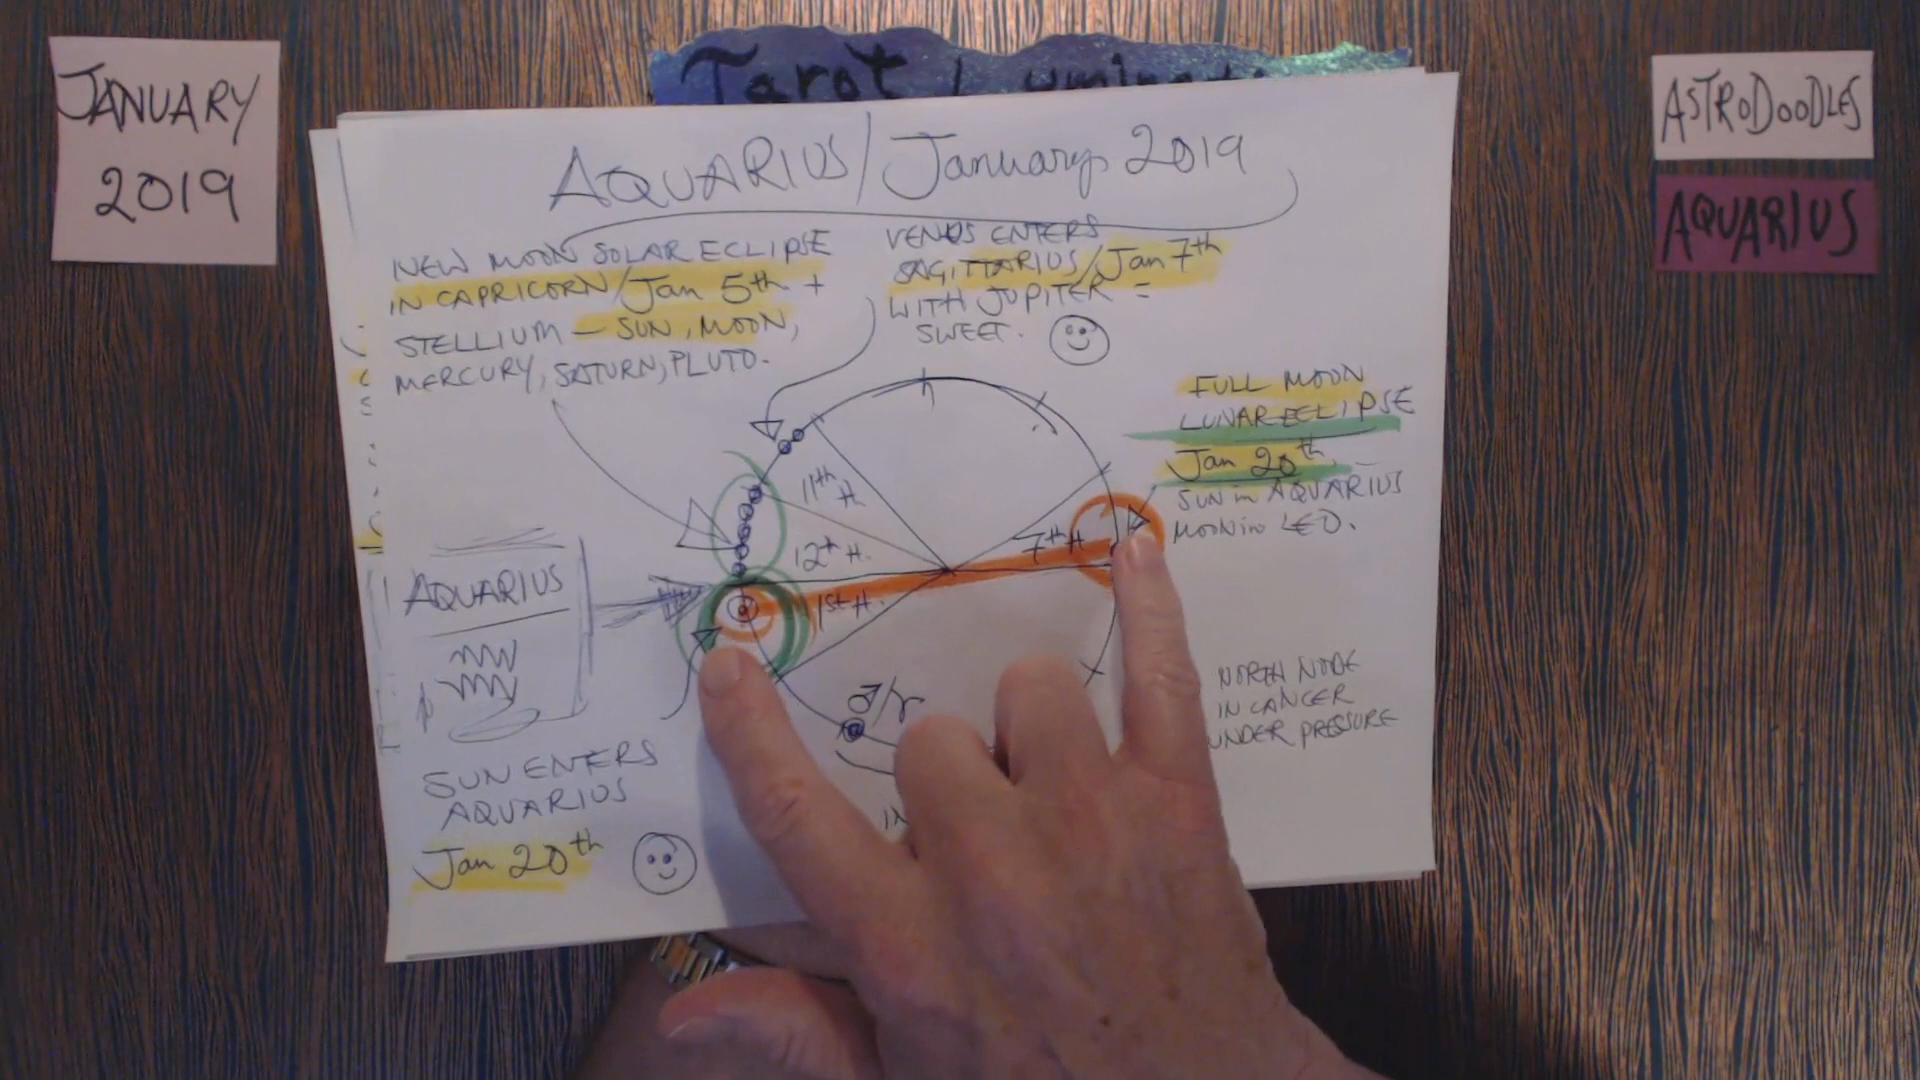 JANUARY
2019
Tarot
ASTRODOODLES
AQUARIUS
AQUARIUS/January 2019
NEW MOON SOLAR ECLIPSE
IN CAPRICORN/Jan 5th +
STELLIUM - SUN, MOON,
MERCURY, SATURN, PLUTO.
VENUS ENTERS
SAGITTARIUS/Jan 7th
WITH JUPITER =
SWEET.
FULL MOON
LUNAR ECLIPSE
Jan 20th
SUN in AQUARIUS
MOON in LEO.
11th H.
12th H.
7th H
1st H.
AQUARIUS
♂/♈
NORTH NODE
IN CANCER
UNDER PRESSURE
SUN ENTERS
AQUARIUS
Jan 20th
IN